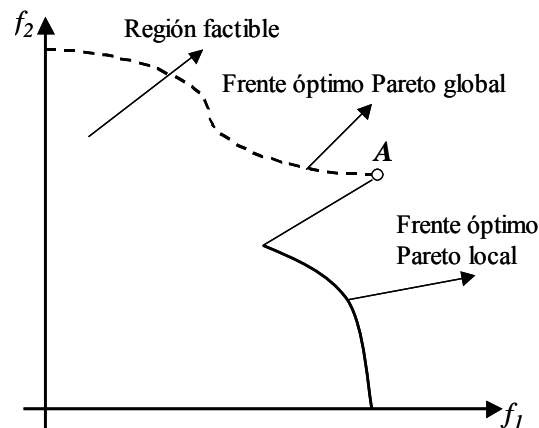 f2
Región factible
Frente óptimo Pareto global
A
Frente óptimo
Pareto local
f1